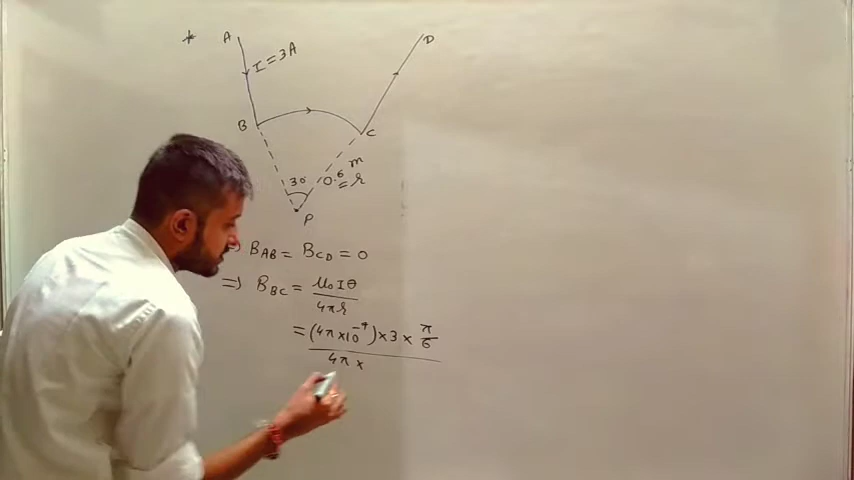 * A D
I = 3A
B C
30° 0.6 m = r
P
⇒ B_AB = B_CD = 0
⇒ B_BC = μ₀Iθ / 4πr
= (4π×10⁻⁷)×3×π/6
4π×